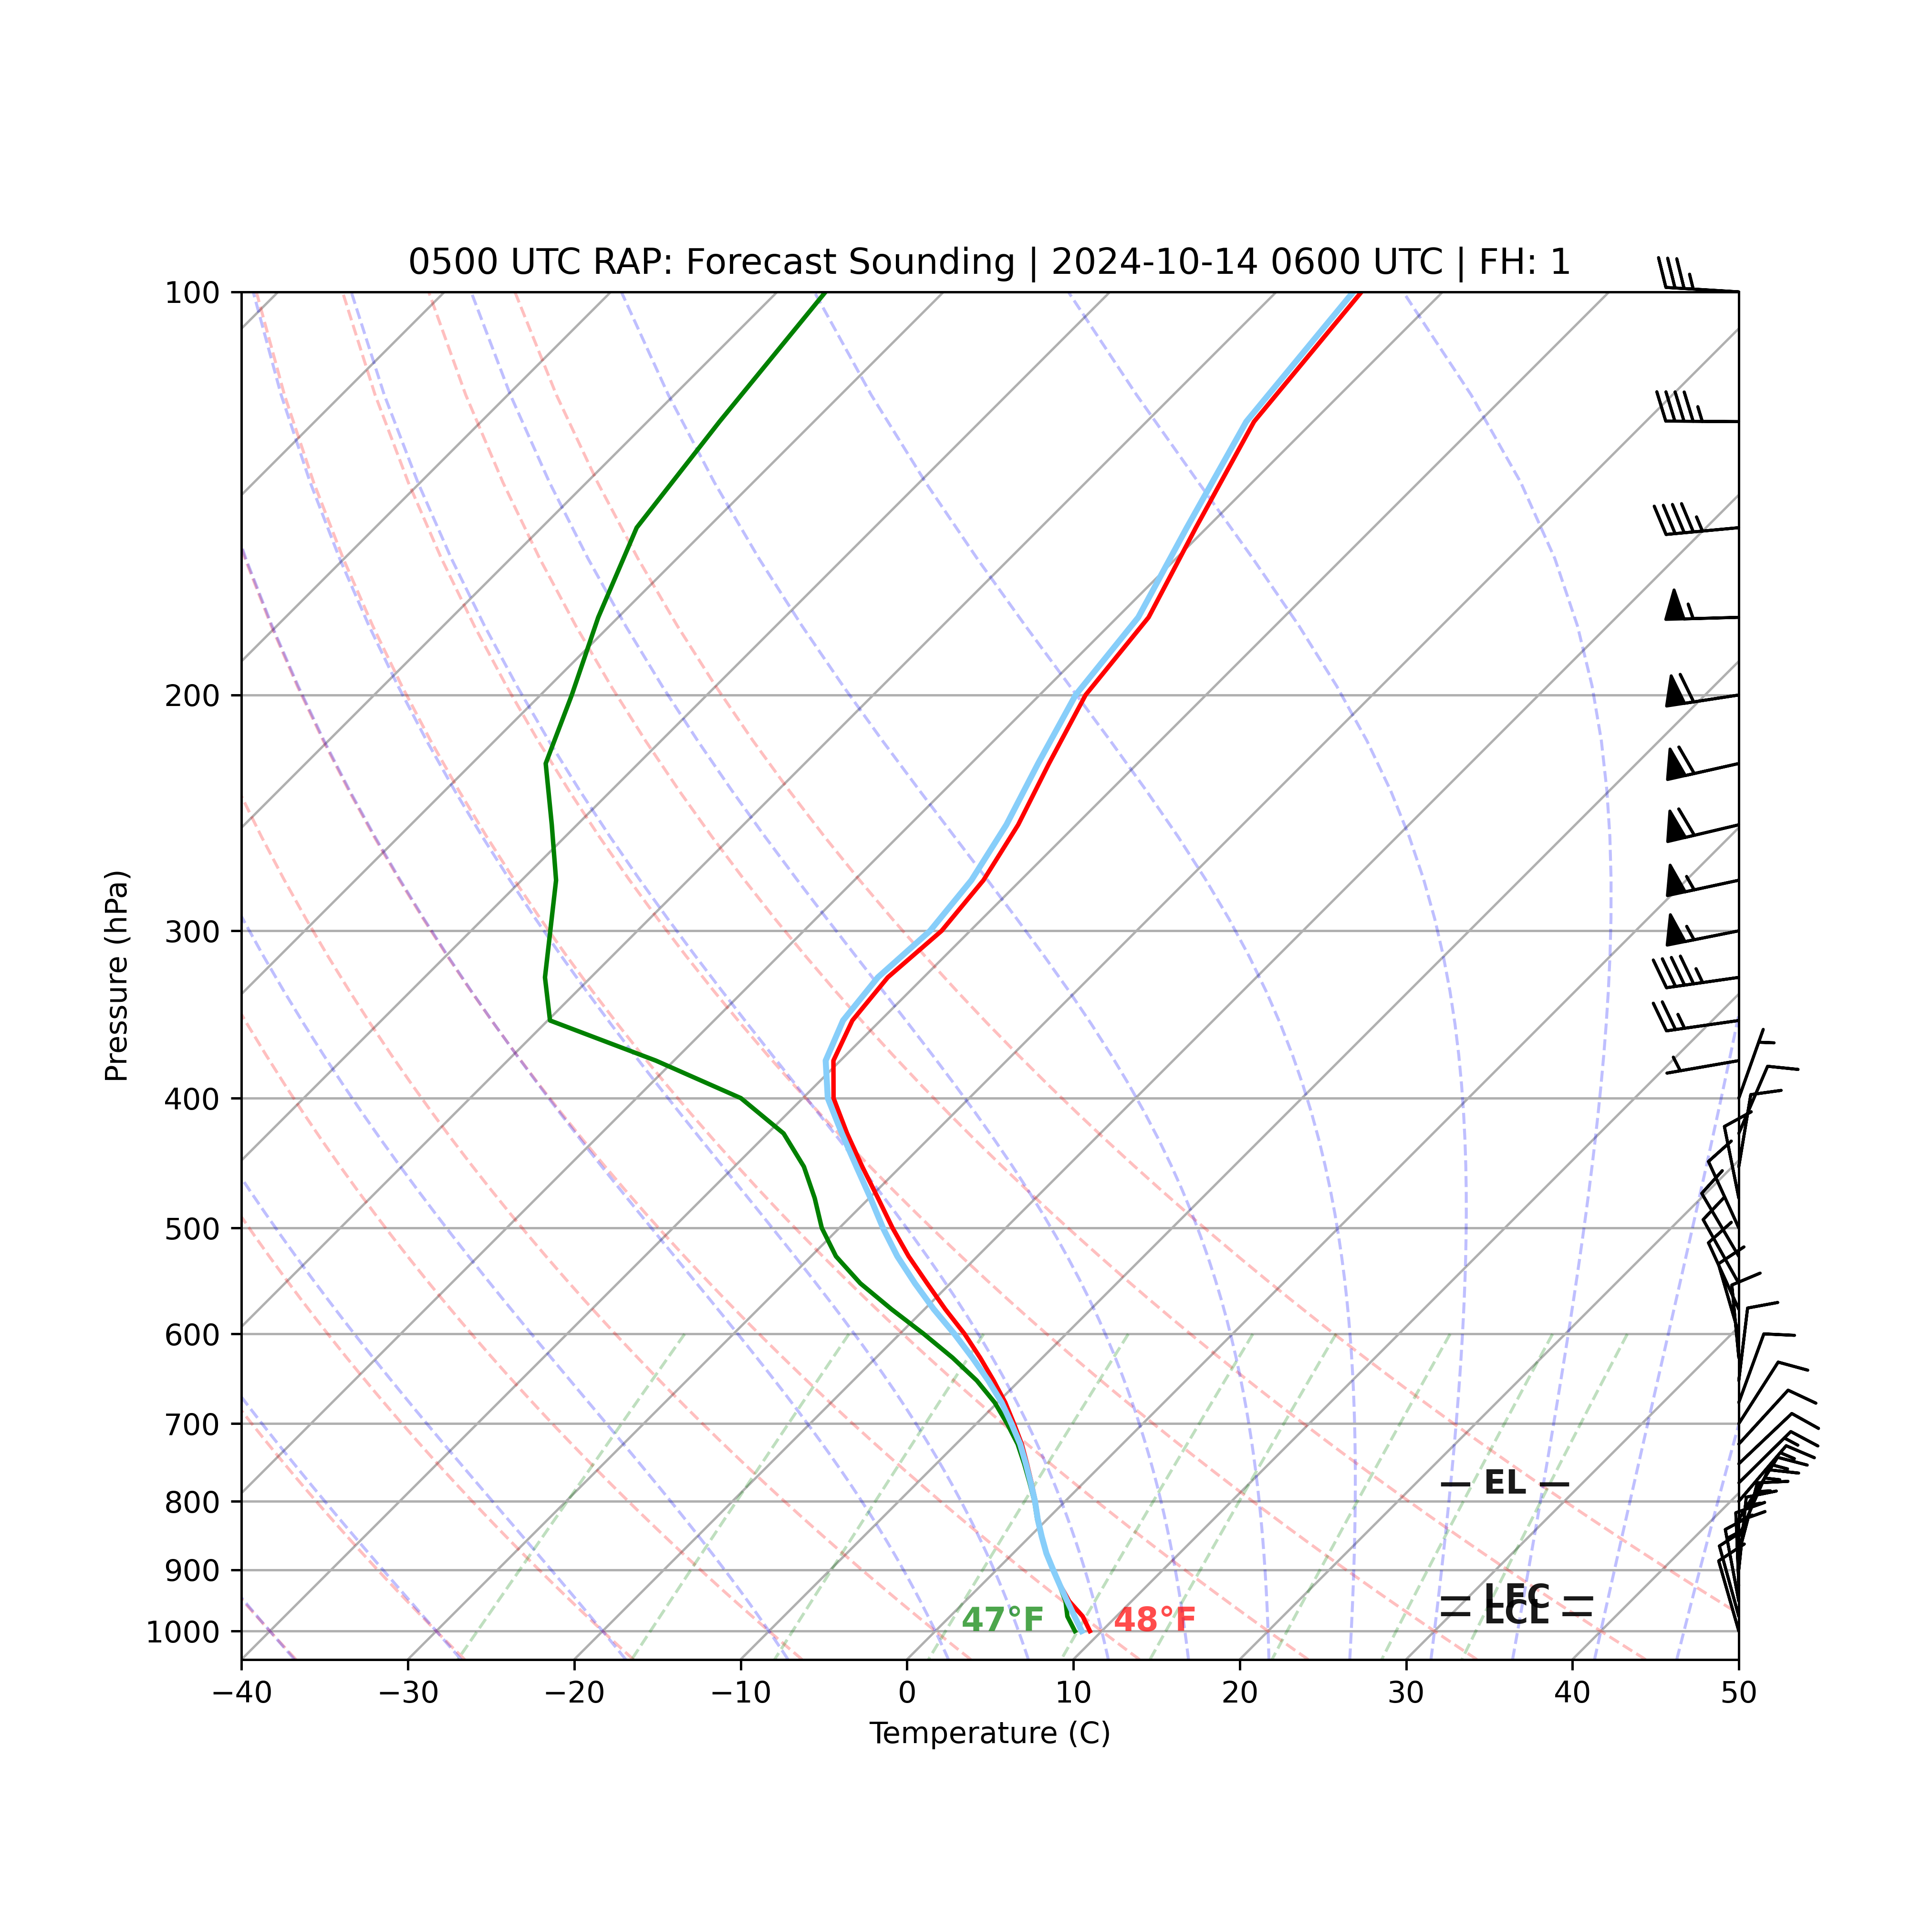 0500 UTC RAP: Forecast Sounding | 2024-10-14 0600 UTC | FH: 1
100
200
300
400
500
600
700
800
900
1000
Pressure (hPa)
— EL —
— LFC —
— LCL —
47°F
48°F
−40
−30
−20
−10
0
10
20
30
40
50
Temperature (C)